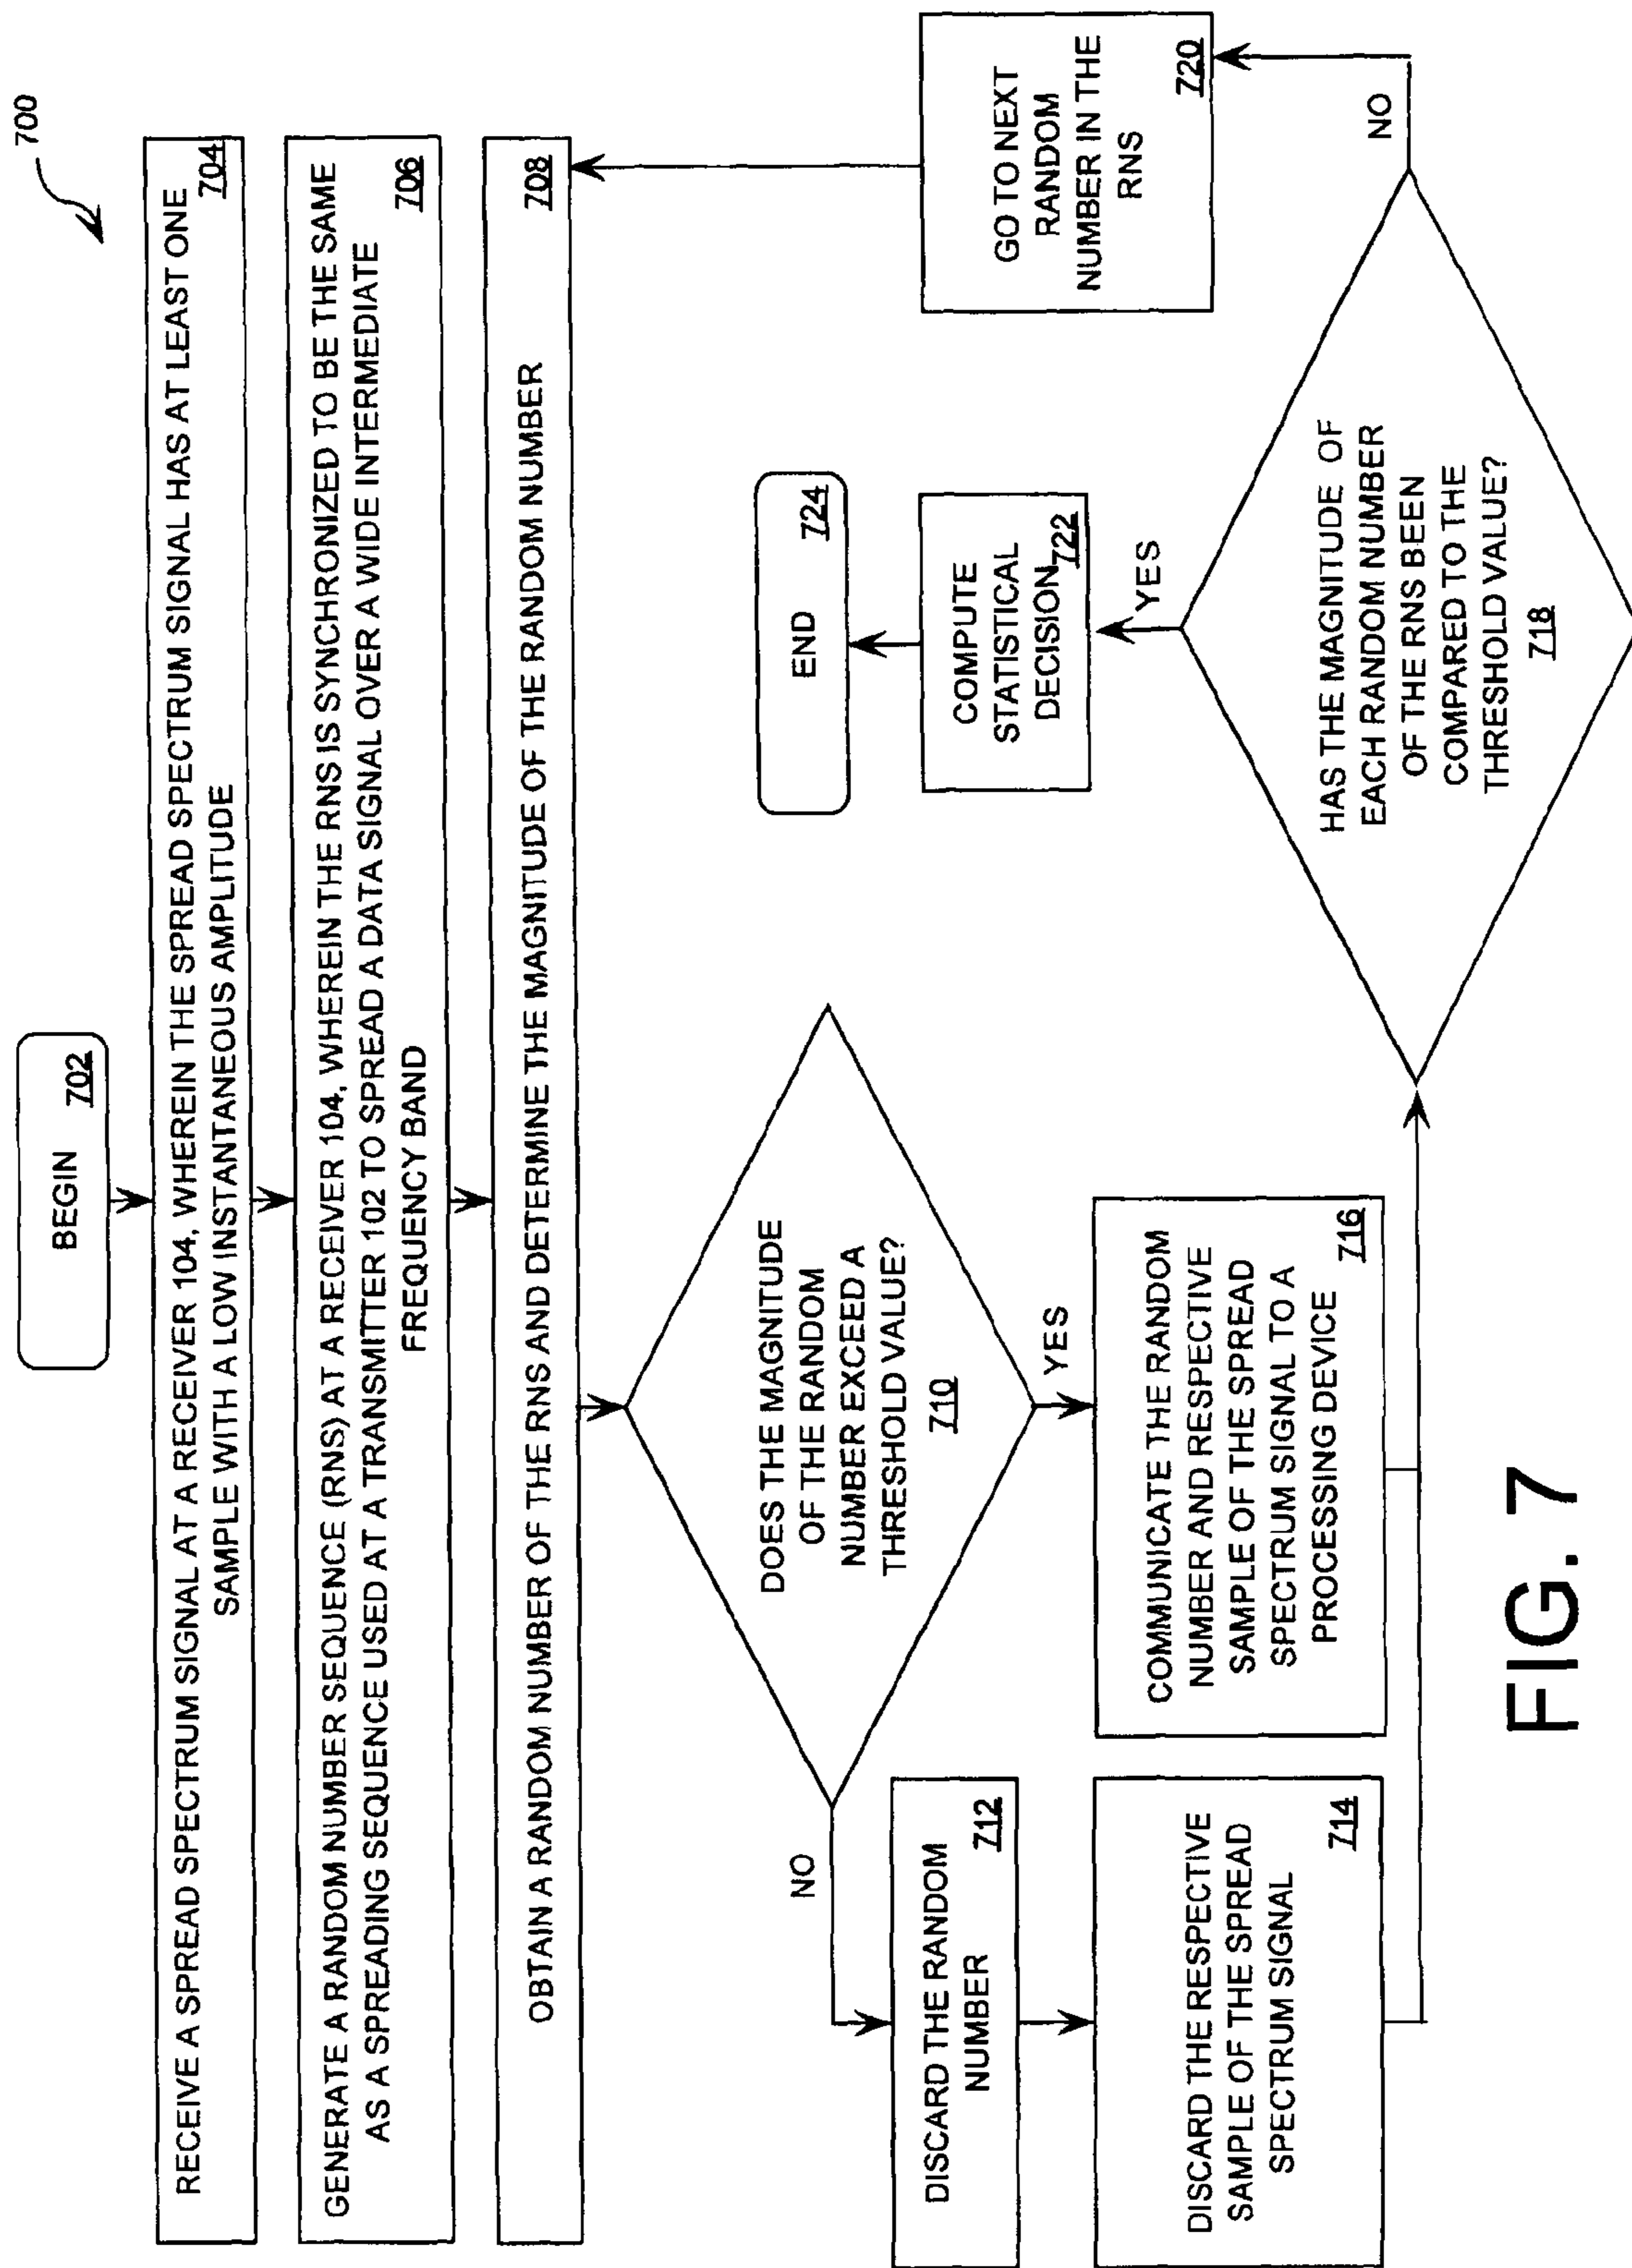 700
BEGIN
702
RECEIVE A SPREAD SPECTRUM SIGNAL AT A RECEIVER 104, WHEREIN THE SPREAD SPECTRUM SIGNAL HAS AT LEAST ONE
SAMPLE WITH A LOW INSTANTANEOUS AMPLITUDE
704
GENERATE A RANDOM NUMBER SEQUENCE (RNS) AT A RECEIVER 104, WHEREIN THE RNS IS SYNCHRONIZED TO BE THE SAME
AS A SPREADING SEQUENCE USED AT A TRANSMITTER 102 TO SPREAD A DATA SIGNAL OVER A WIDE INTERMEDIATE
FREQUENCY BAND
706
OBTAIN A RANDOM NUMBER OF THE RNS AND DETERMINE THE MAGNITUDE OF THE RANDOM NUMBER
708
DOES THE MAGNITUDE
OF THE RANDOM
NUMBER EXCEED A
THRESHOLD VALUE?
710
NO
YES
DISCARD THE RANDOM
NUMBER
712
DISCARD THE RESPECTIVE
SAMPLE OF THE SPREAD
SPECTRUM SIGNAL
714
COMMUNICATE THE RANDOM
NUMBER AND RESPECTIVE
SAMPLE OF THE SPREAD
SPECTRUM SIGNAL TO A
PROCESSING DEVICE
716
HAS THE MAGNITUDE OF
EACH RANDOM NUMBER
OF THE RNS BEEN
COMPARED TO THE
THRESHOLD VALUE?
718
NO
GO TO NEXT
RANDOM
NUMBER IN THE
RNS
720
YES
COMPUTE
STATISTICAL
DECISION
722
END
724
FIG. 7